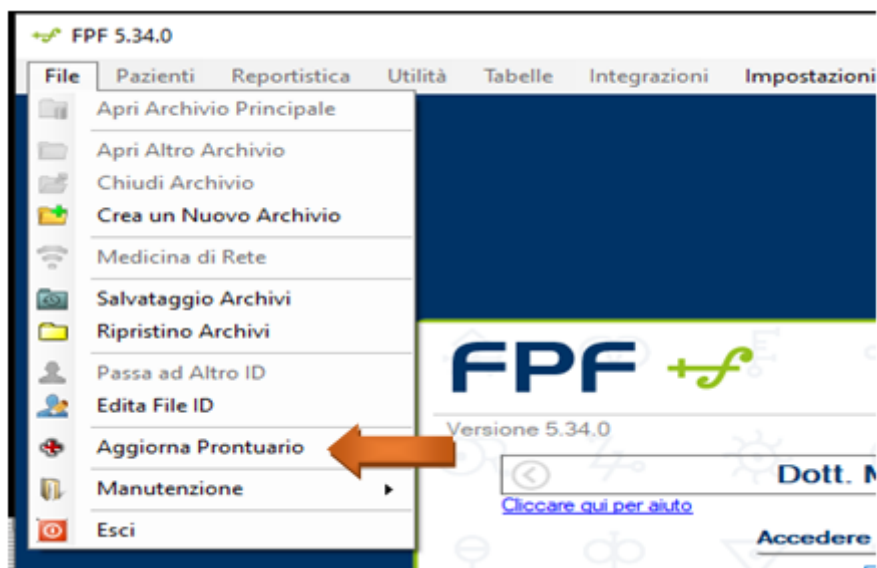 FPF 5.34.0
File Pazienti Reportistica Utilità Tabelle Integrazioni Impostazioni
Apri Archivio Principale
Apri Altro Archivio
Chiudi Archivio
Crea un Nuovo Archivio
Medicina di Rete
Salvataggio Archivi
Ripristino Archivi
Passa ad Altro ID
Edita File ID
Aggiorna Prontuario
Manutenzione
Esci
FPF
Versione 5.34.0
Dott.
Cliccare qui per aiuto
Accedere